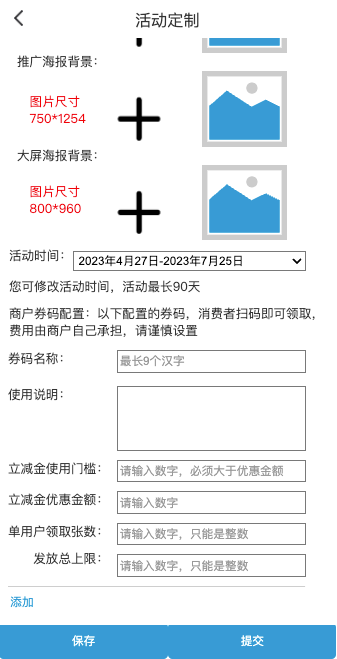 活动定制
推广海报背景：
图片尺寸
750*1254
大屏海报背景：
图片尺寸
800*960
活动时间： 2023年4月27日-2023年7月25日
您可修改活动时间，活动最长90天
商户券码配置：以下配置的券码，消费者扫码即可领取，
费用由商户自己承担，请谨慎设置
券码名称： 最长9个汉字
使用说明：
立减金使用门槛： 请输入数字，必须大于优惠金额
立减金优惠金额： 请输入数字
单用户领取张数： 请输入数字，只能是整数
发放总上限： 请输入数字，只能是整数
添加
保存 提交